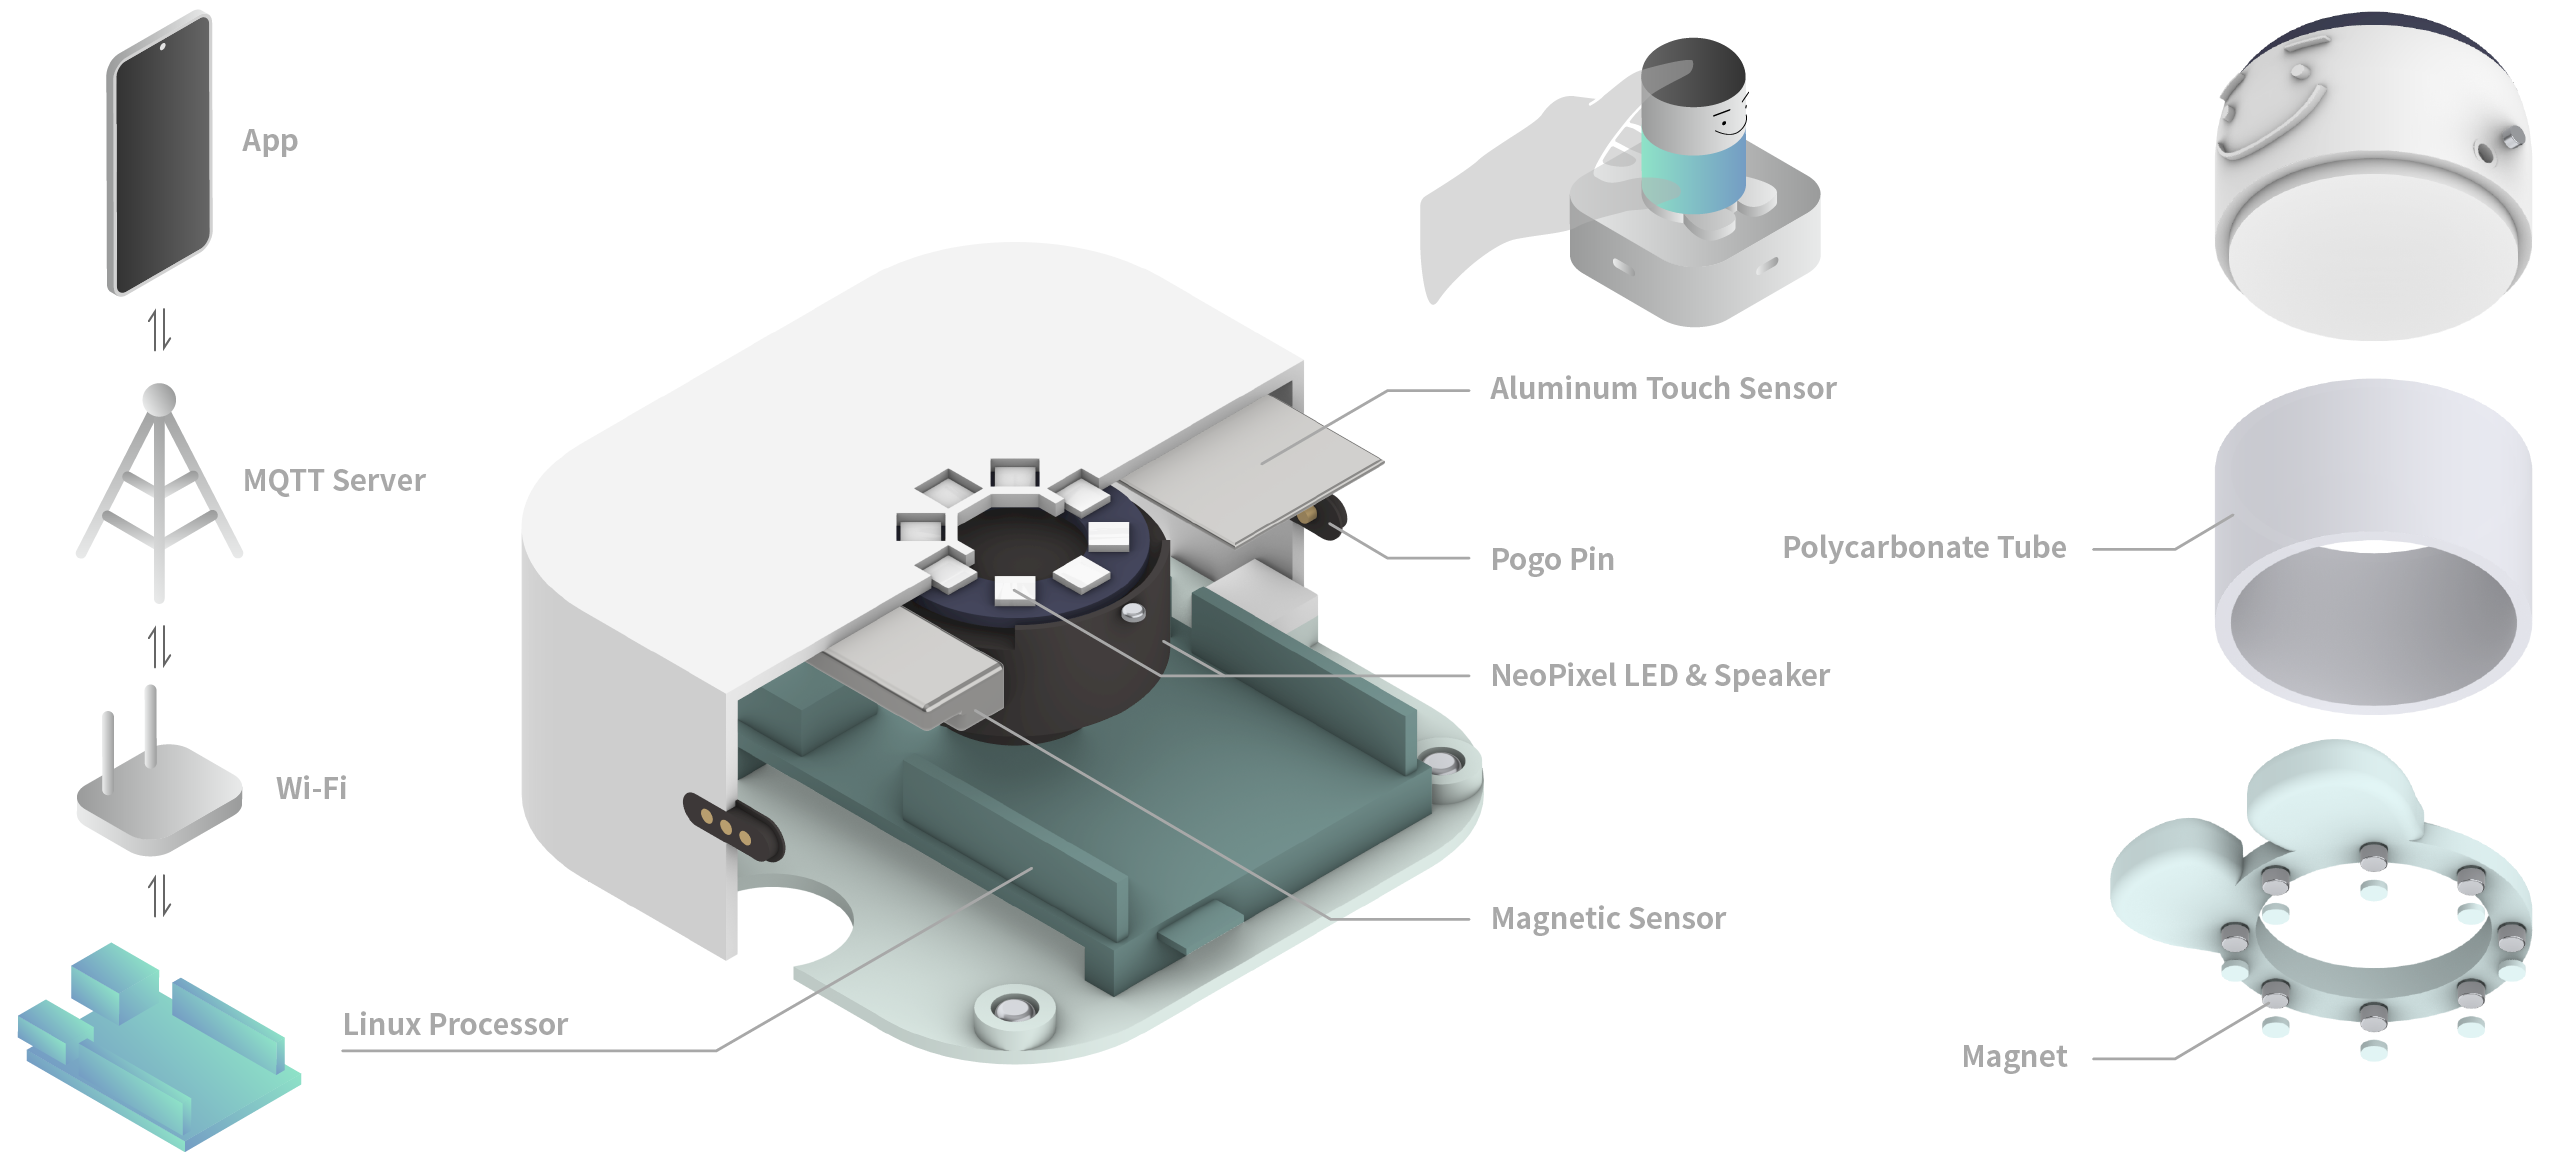 App
MQTT Server
Wi-Fi
Linux Processor
Aluminum Touch Sensor
Pogo Pin
NeoPixel LED & Speaker
Magnetic Sensor
Polycarbonate Tube
Magnet